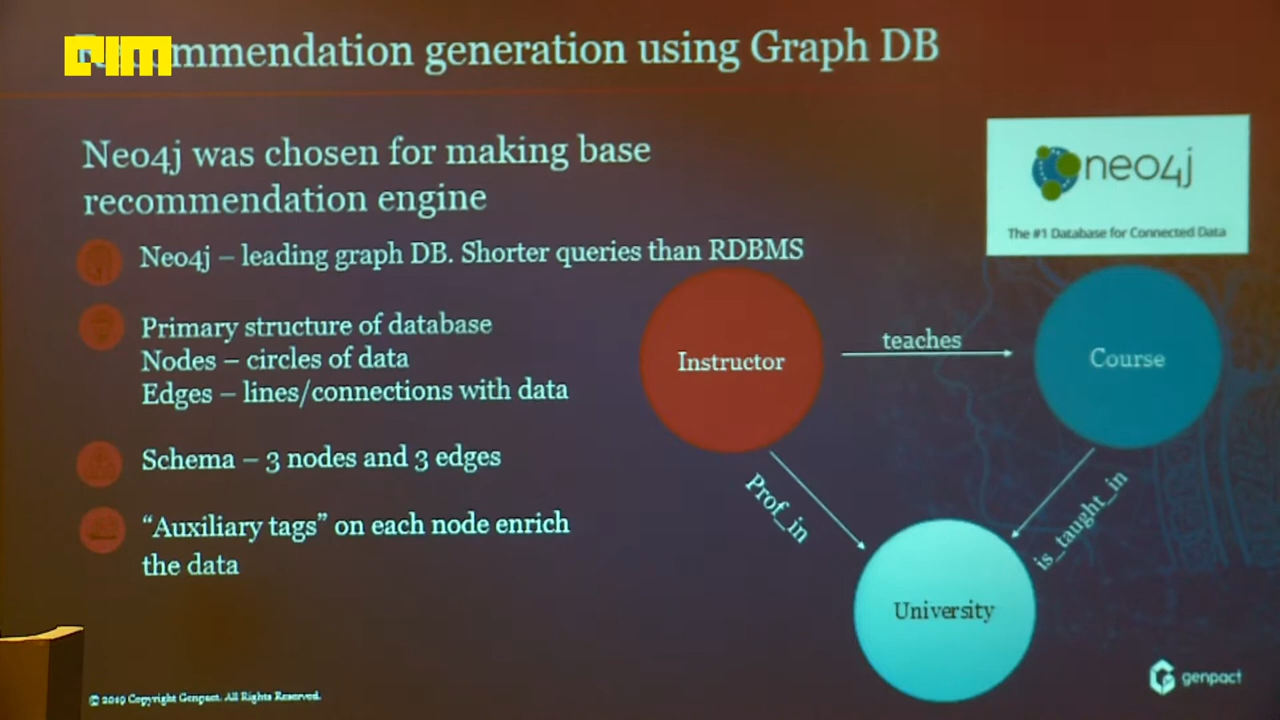 AIM
mmendation generation using Graph DB
Neo4j was chosen for making base
recommendation engine
Neo4j – leading graph DB. Shorter queries than RDBMS
Primary structure of database
Nodes – circles of data
Edges – lines/connections with data
Schema – 3 nodes and 3 edges
“Auxiliary tags” on each node enrich
the data
neo4j
The #1 Database for Connected Data
Instructor
teaches
Course
Prof_in
is_taught_in
University
© 2019 Copyright Genpact. All Rights Reserved.
genpact